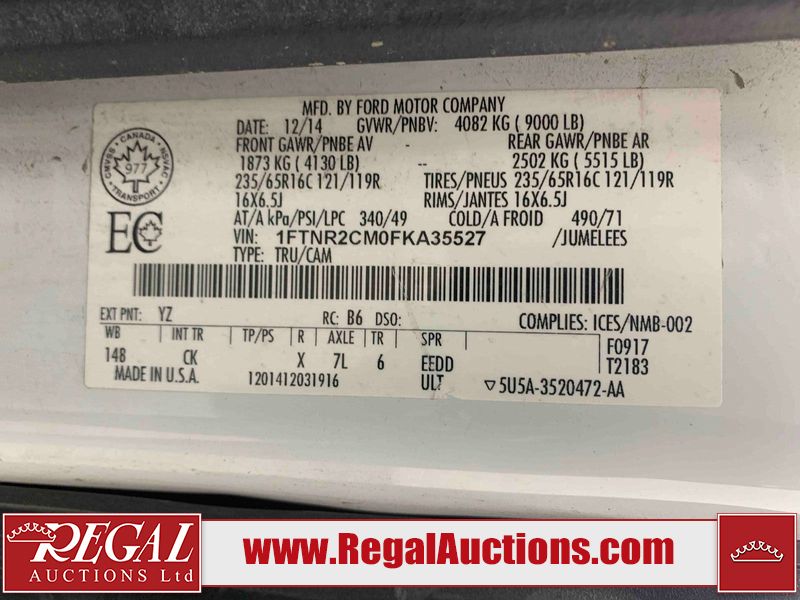 MFD. BY FORD MOTOR COMPANY
DATE: 12/14 GVWR/PNBV: 4082 KG ( 9000 LB)
FRONT GAWR/PNBE AV REAR GAWR/PNBE AR
1873 KG ( 4130 LB) -- 2502 KG ( 5515 LB)
235/65R16C 121/119R TIRES/PNEUS 235/65R16C 121/119R
16X6.5J RIMS/JANTES 16X6.5J
AT/A kPa/PSI/LPC 340/49 COLD/A FROID 490/71
VIN: 1FTNR2CM0FKA35527 /JUMELEES
TYPE: TRU/CAM
CANADA
CMVSS NSVAC
977
TRANSPORT
EC
EXT PNT: YZ RC: B6 DSO: COMPLIES: ICES/NMB-002
WB INT TR TP/PS R AXLE TR SPR F0917
148 CK X 7L 6 EEDD T2183
MADE IN U.S.A. 1201412031916 ULT ▽5U5A-3520472-AA
REGAL
AUCTIONS Ltd
www.RegalAuctions.com